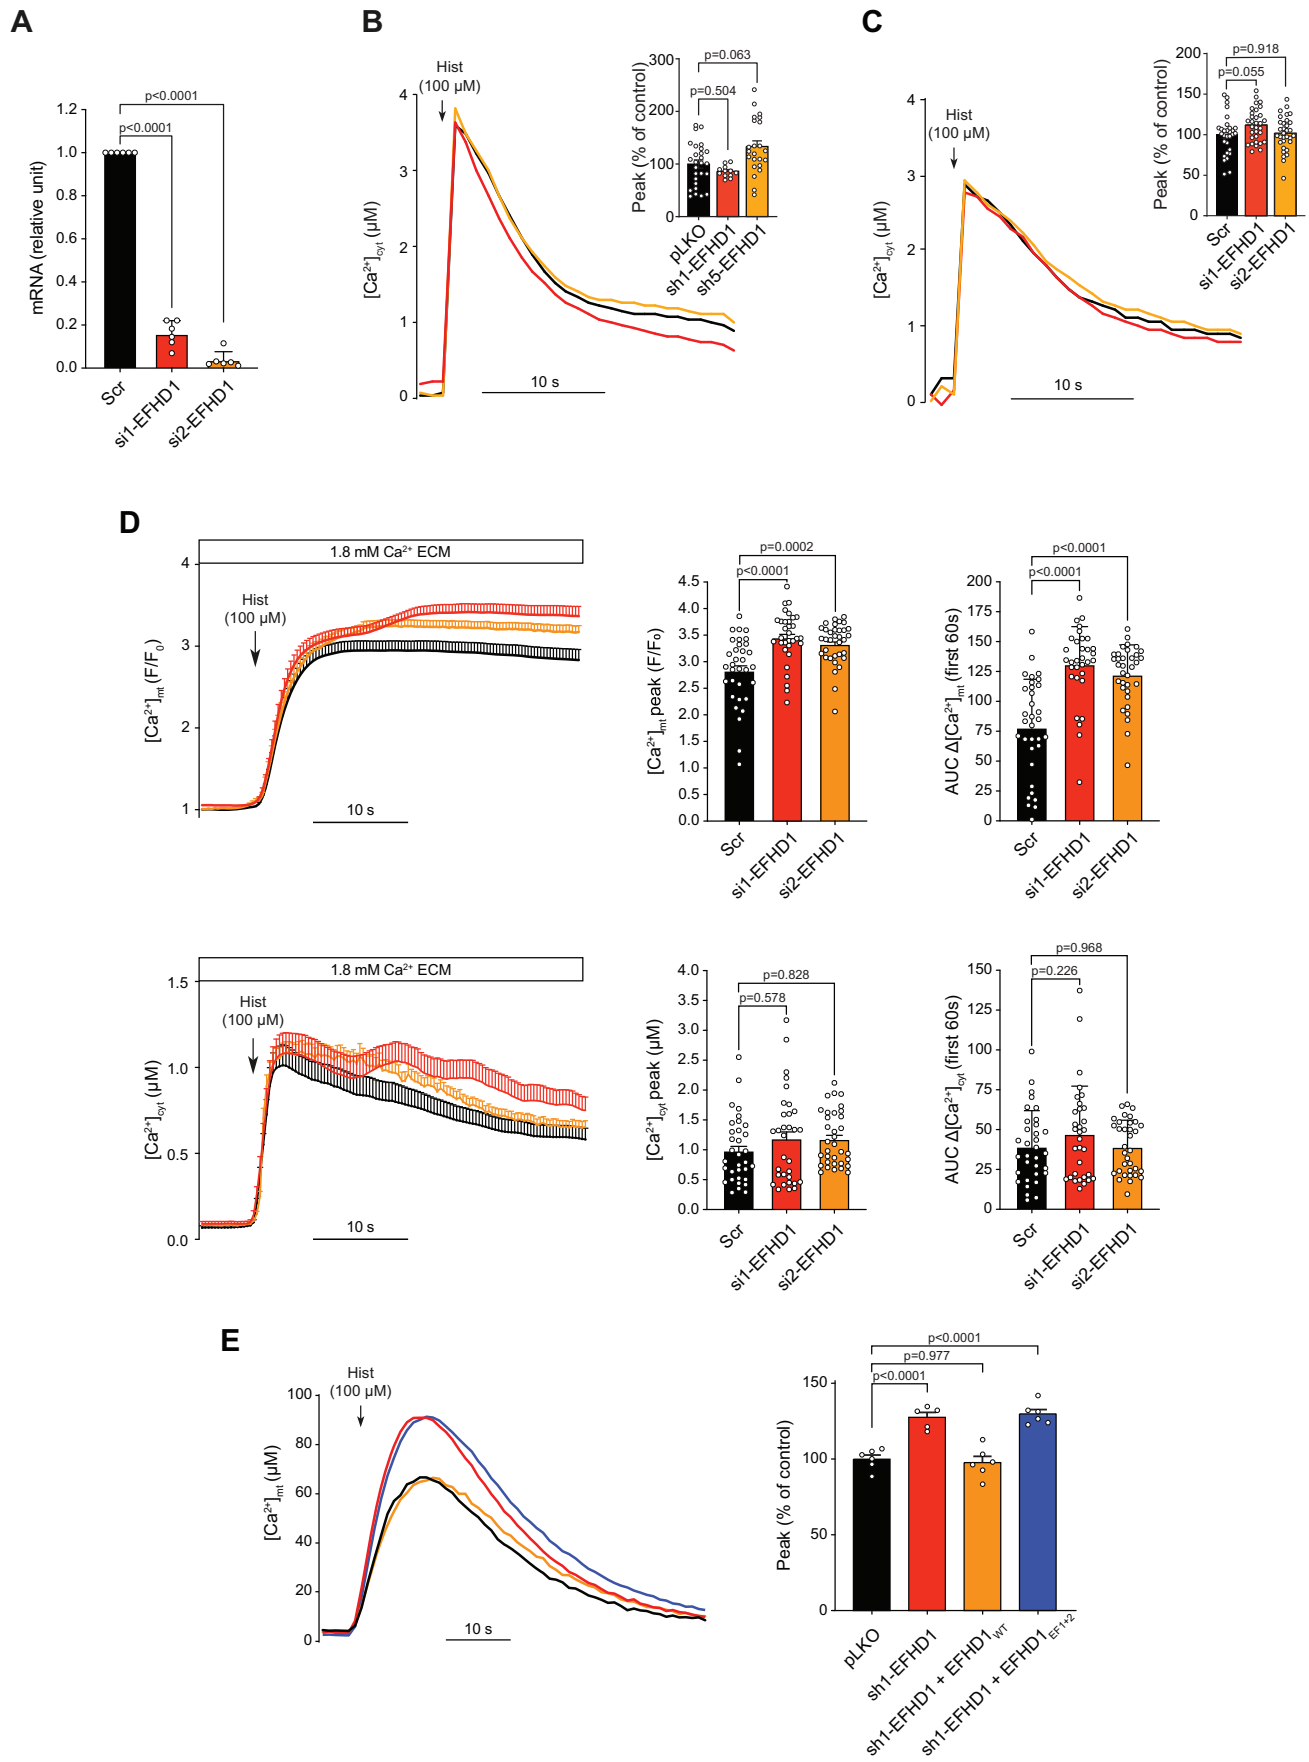 A
mRNA (relative unit)
1.2
1.0
0.8
0.6
0.4
0.2
0.0
p<0.0001
p<0.0001
Scr
si1-EFHD1
si2-EFHD1
B
Hist
(100 µM)
[Ca²⁺]cyt (µM)
4
3
2
1
0
10 s
Peak (% of control)
300
200
100
0
p=0.063
p=0.504
pLKO
sh1-EFHD1
sh5-EFHD1
C
Hist
(100 µM)
[Ca²⁺]cyt (µM)
4
3
2
1
0
10 s
Peak (% of control)
200
150
100
50
0
p=0.918
p=0.055
Scr
si1-EFHD1
si2-EFHD1
D
1.8 mM Ca²⁺ ECM
Hist
(100 µM)
[Ca²⁺]mt (F/F₀)
4
3
2
1
10 s
[Ca²⁺]mt peak (F/F₀)
4.5
4.0
3.5
3.0
2.5
2.0
1.5
1.0
0.5
0.0
p=0.0002
p<0.0001
Scr
si1-EFHD1
si2-EFHD1
AUC Δ[Ca²⁺]mt (first 60s)
200
175
150
125
100
75
50
25
0
p<0.0001
p<0.0001
Scr
si1-EFHD1
si2-EFHD1
1.8 mM Ca²⁺ ECM
Hist
(100 µM)
[Ca²⁺]cyt (µM)
1.5
1.0
0.5
0.0
10 s
[Ca²⁺]cyt peak (µM)
4.0
3.5
3.0
2.5
2.0
1.5
1.0
0.5
0.0
p=0.828
p=0.578
Scr
si1-EFHD1
si2-EFHD1
AUC Δ[Ca²⁺]cyt (first 60s)
150
125
100
75
50
25
0
p=0.968
p=0.226
Scr
si1-EFHD1
si2-EFHD1
E
Hist
(100 µM)
[Ca²⁺]mt (µM)
100
80
60
40
20
0
10 s
Peak (% of control)
150
100
50
0
p<0.0001
p=0.977
p<0.0001
pLKO
sh1-EFHD1
sh1-EFHD1 + EFHD1WT
sh1-EFHD1 + EFHD1EF1+2